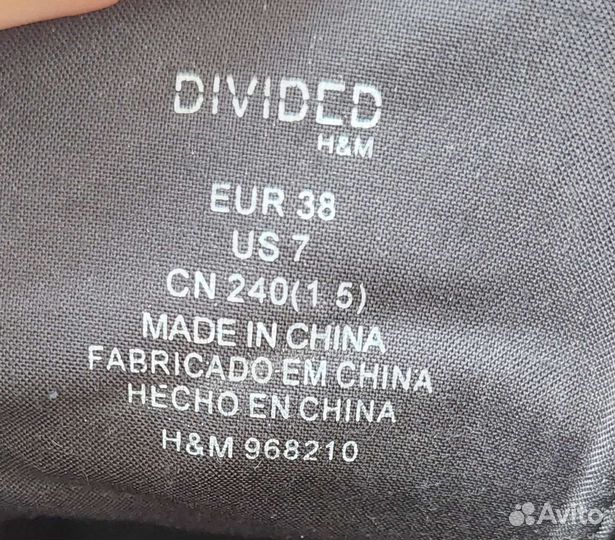 DIVIDED
H&M
EUR 38
US 7
CN 240(1.5)
MADE IN CHINA
FABRICADO EM CHINA
HECHO EN CHINA
H&M 968210
Avito